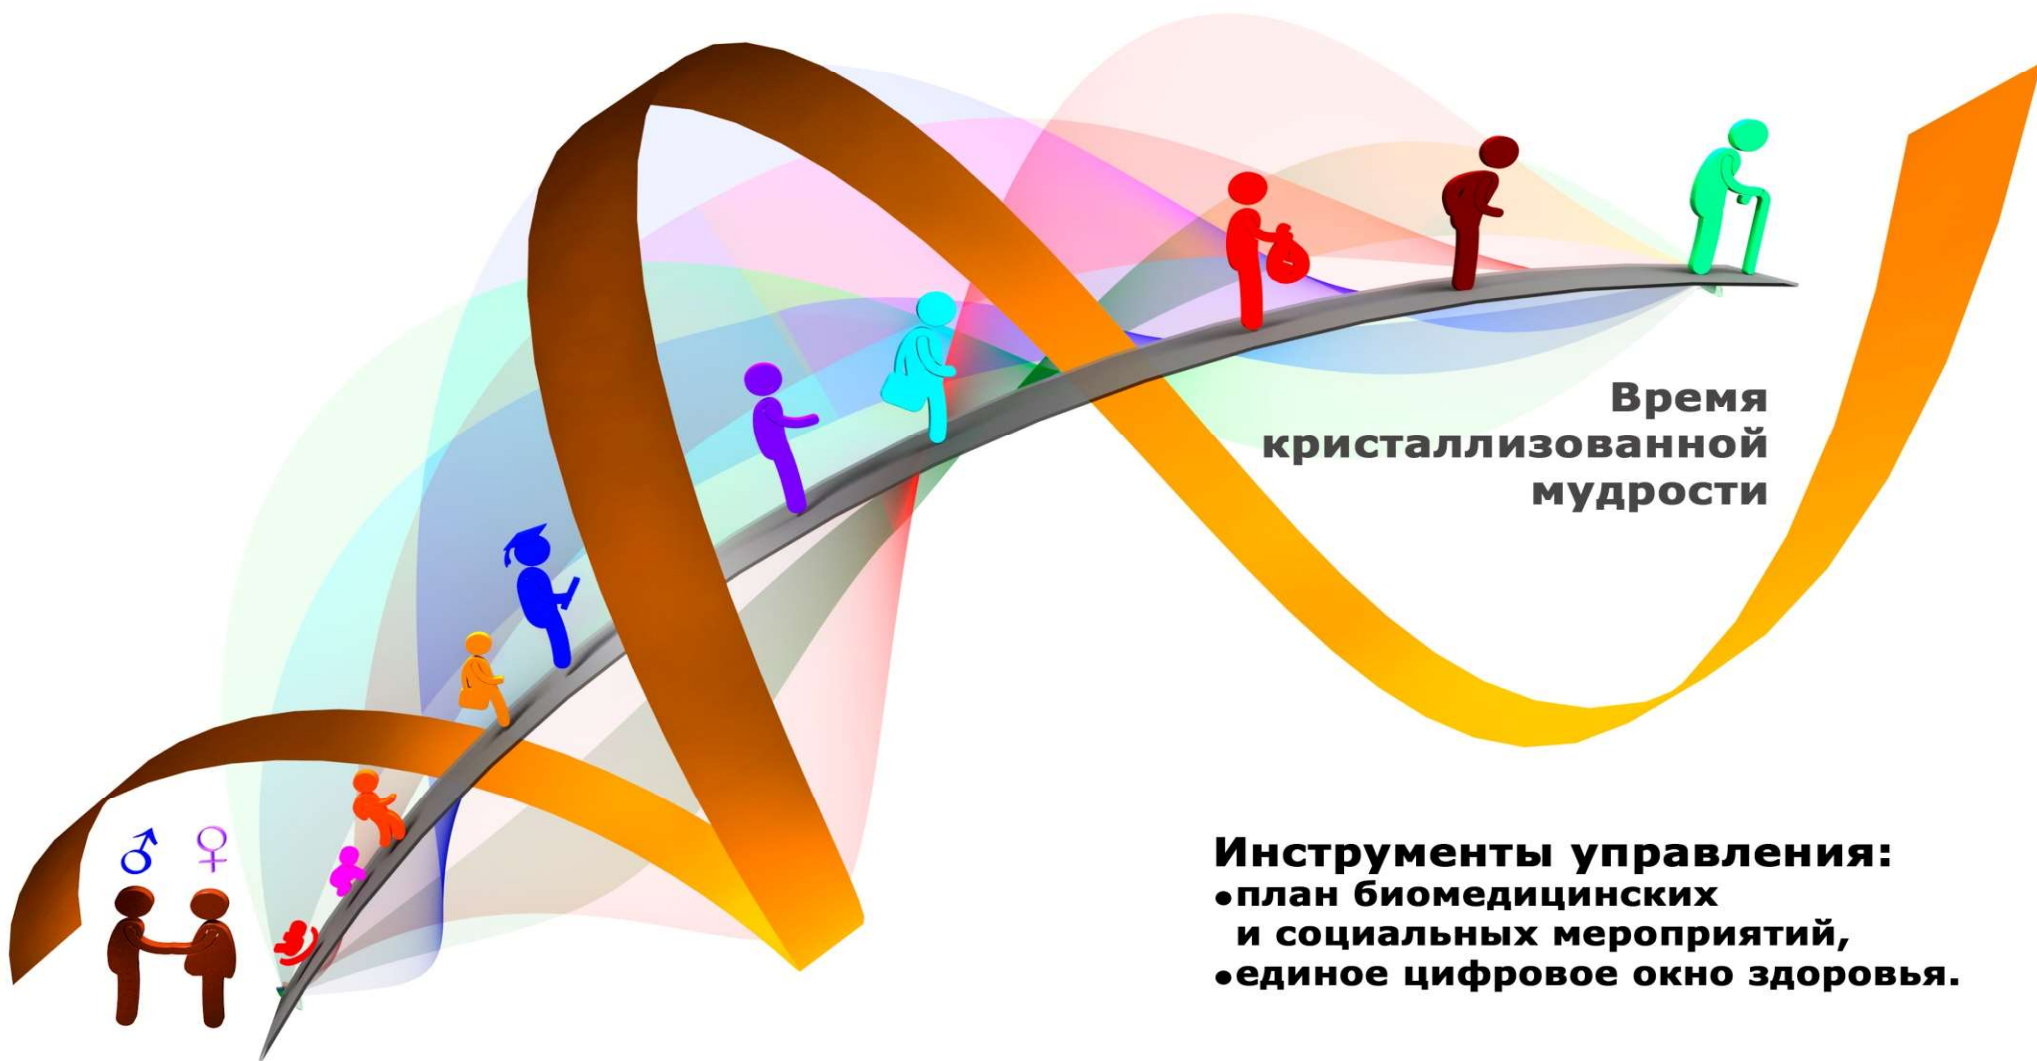 Время
кристаллизованной
мудрости
Инструменты управления:
•план биомедицинских
и социальных мероприятий,
•единое цифровое окно здоровья.